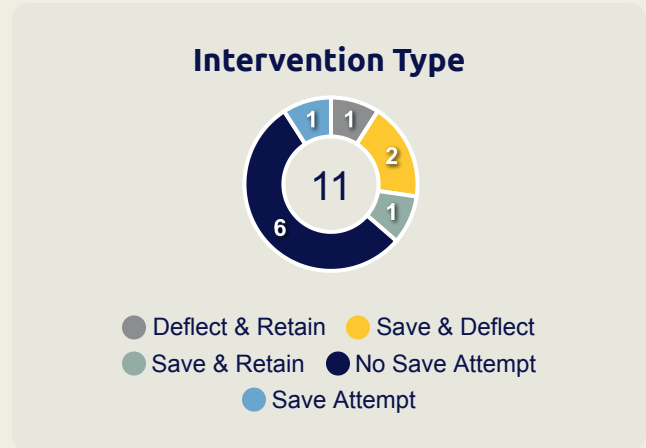 Intervention Type
1 1
2
11
1
6
Deflect & Retain Save & Deflect
Save & Retain No Save Attempt
Save Attempt